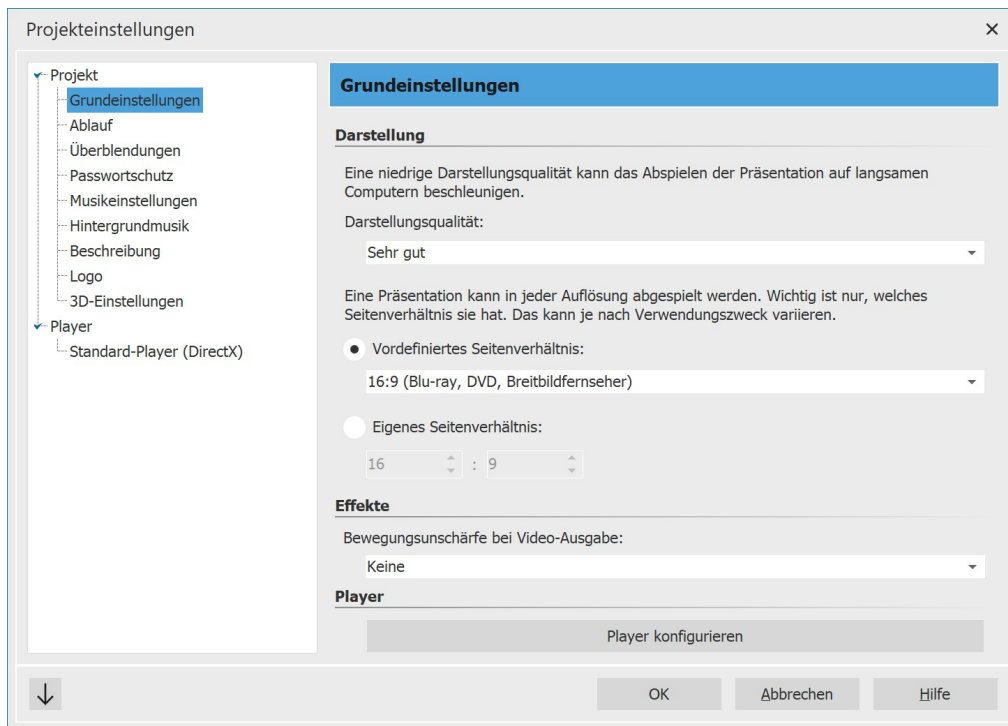 Projekteinstellungen
Projekt
Grundeinstellungen
Ablauf
Überblendungen
Passwortschutz
Musikeinstellungen
Hintergrundmusik
Beschreibung
Logo
3D-Einstellungen
Player
Standard-Player (DirectX)
Grundeinstellungen
Darstellung
Eine niedrige Darstellungsqualität kann das Abspielen der Präsentation auf langsamen
Computern beschleunigen.
Darstellungsqualität:
Sehr gut
Eine Präsentation kann in jeder Auflösung abgespielt werden. Wichtig ist nur, welches
Seitenverhältnis sie hat. Das kann je nach Verwendungszweck variieren.
Vordefiniertes Seitenverhältnis:
16:9 (Blu-ray, DVD, Breitbildfernseher)
Eigenes Seitenverhältnis:
16 : 9
Effekte
Bewegungsunschärfe bei Video-Ausgabe:
Keine
Player
Player konfigurieren
OK Abbrechen Hilfe